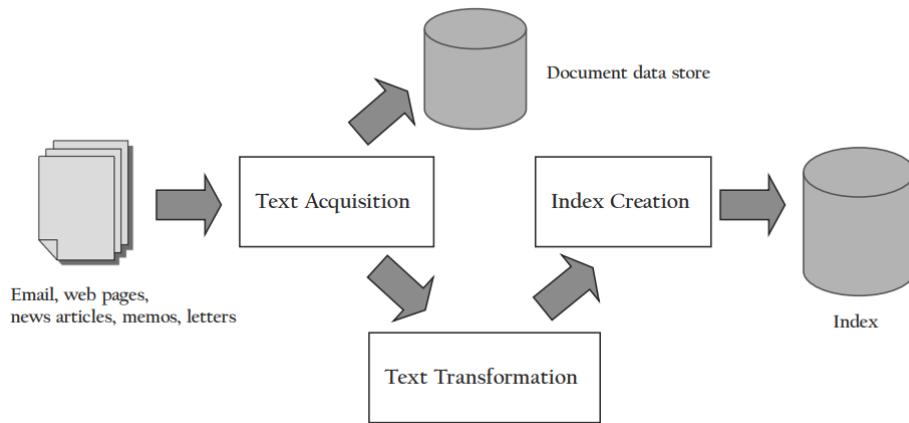 Document data store
Text Acquisition
Index Creation
Email, web pages,
news articles, memos, letters
Index
Text Transformation